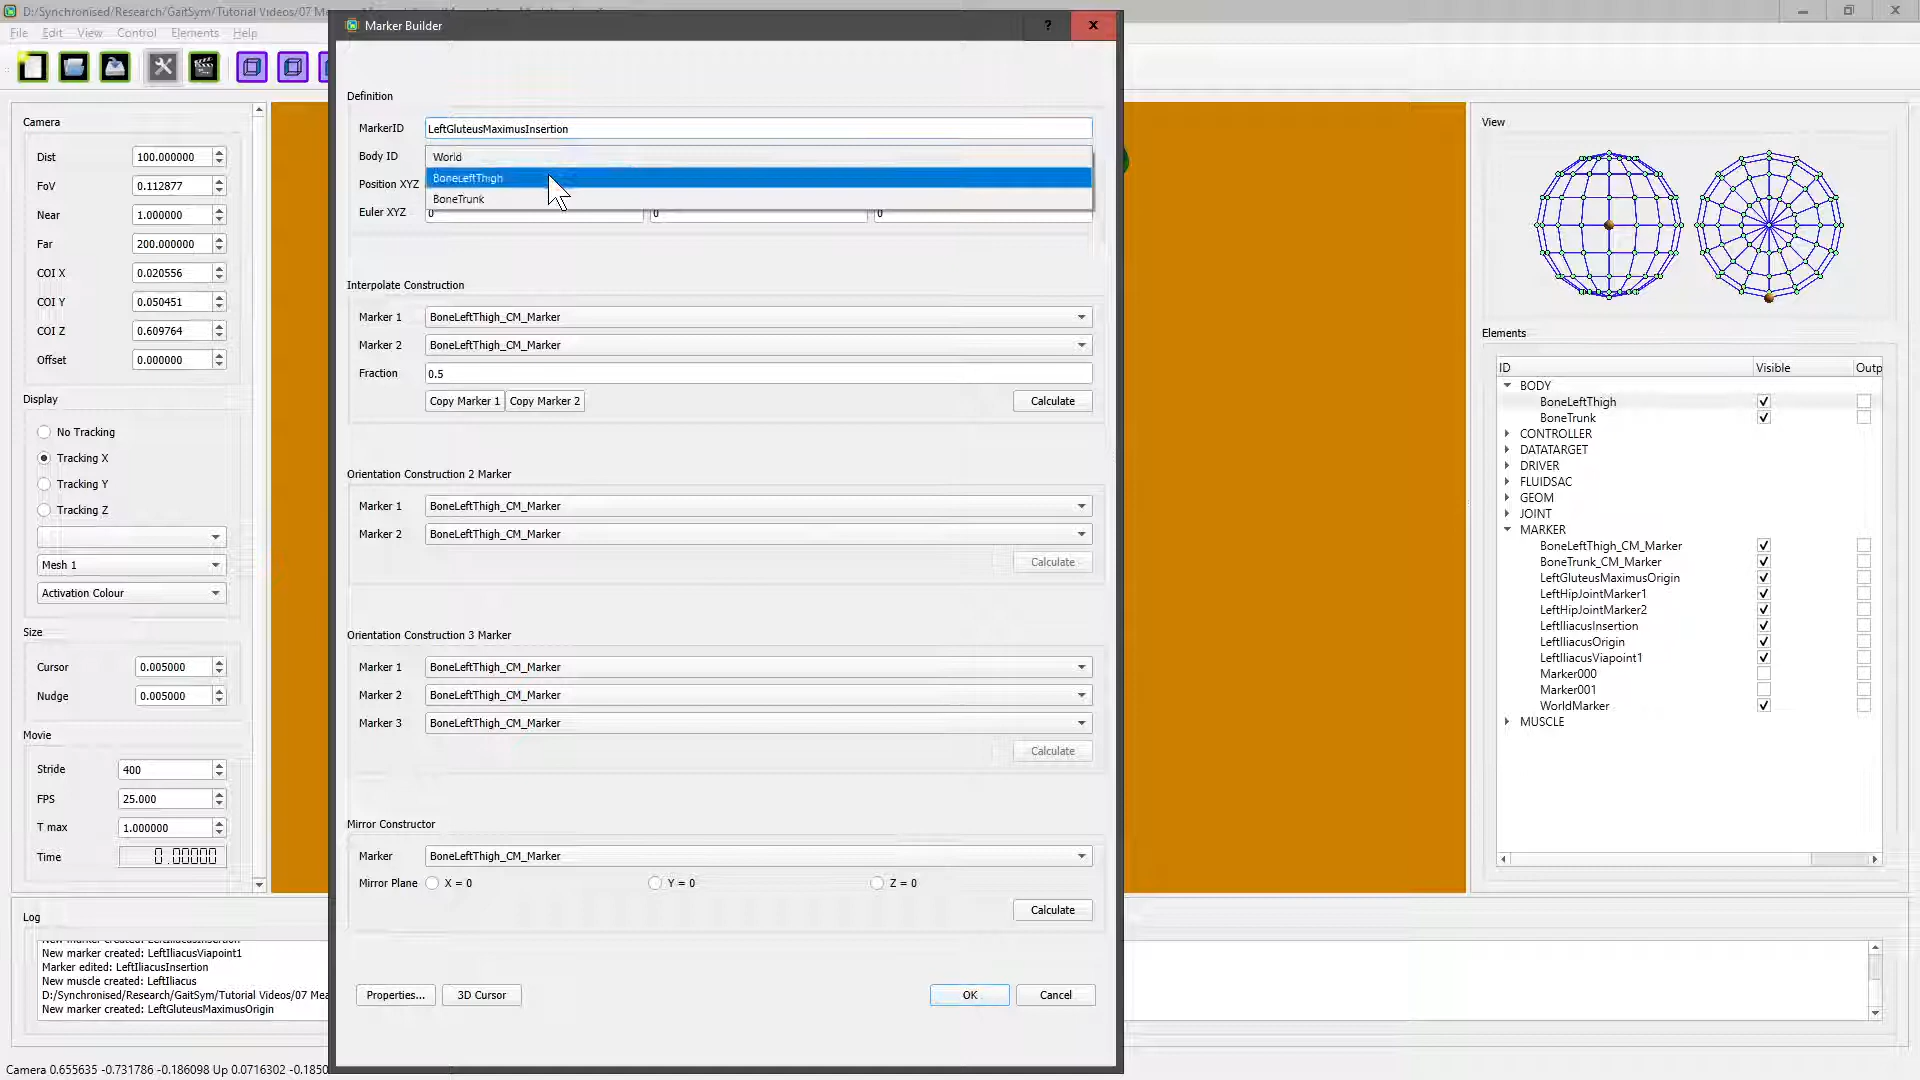 D:/Synchronised/Research/GaitSym/Tutorial Videos/07 Me
File Edit View Control Elements Help
Marker Builder
?
Definition
MarkerID LeftGluteusMaximusInsertion
Body ID World
BoneLeftThigh
BoneTrunk
Position XYZ
Euler XYZ 0 0 0
Interpolate Construction
Marker 1 BoneLeftThigh_CM_Marker
Marker 2 BoneLeftThigh_CM_Marker
Fraction 0.5
Copy Marker 1 Copy Marker 2 Calculate
Orientation Construction 2 Marker
Marker 1 BoneLeftThigh_CM_Marker
Marker 2 BoneLeftThigh_CM_Marker
Calculate
Orientation Construction 3 Marker
Marker 1 BoneLeftThigh_CM_Marker
Marker 2 BoneLeftThigh_CM_Marker
Marker 3 BoneLeftThigh_CM_Marker
Calculate
Mirror Constructor
Marker BoneLeftThigh_CM_Marker
Mirror Plane X = 0 Y = 0 Z = 0
Calculate
Properties... 3D Cursor OK Cancel
Camera
Dist 100.000000
FoV 0.112877
Near 1.000000
Far 200.000000
COI X 0.020556
COI Y 0.050451
COI Z 0.609764
Offset 0.000000
Display
No Tracking
Tracking X
Tracking Y
Tracking Z
Mesh 1
Activation Colour
Size
Cursor 0.005000
Nudge 0.005000
Movie
Stride 400
FPS 25.000
T max 1.000000
Time 0.00000
View
Elements
ID Visible Outp
BODY
BoneLeftThigh
BoneTrunk
CONTROLLER
DATATARGET
DRIVER
FLUIDSAC
GEOM
JOINT
MARKER
BoneLeftThigh_CM_Marker
BoneTrunk_CM_Marker
LeftGluteusMaximusOrigin
LeftHipJointMarker1
LeftHipJointMarker2
LeftIliacusInsertion
LeftIliacusOrigin
LeftIliacusViapoint1
Marker000
Marker001
WorldMarker
MUSCLE
Log
New marker created: LeftIliacusInsertion
New marker created: LeftIliacusViapoint1
Marker edited: LeftIliacusInsertion
New muscle created: LeftIliacus
D:/Synchronised/Research/GaitSym/Tutorial Videos/07 Mea
New marker created: LeftGluteusMaximusOrigin
Camera 0.655635 -0.731786 -0.186098 Up 0.0716302 -0.1850